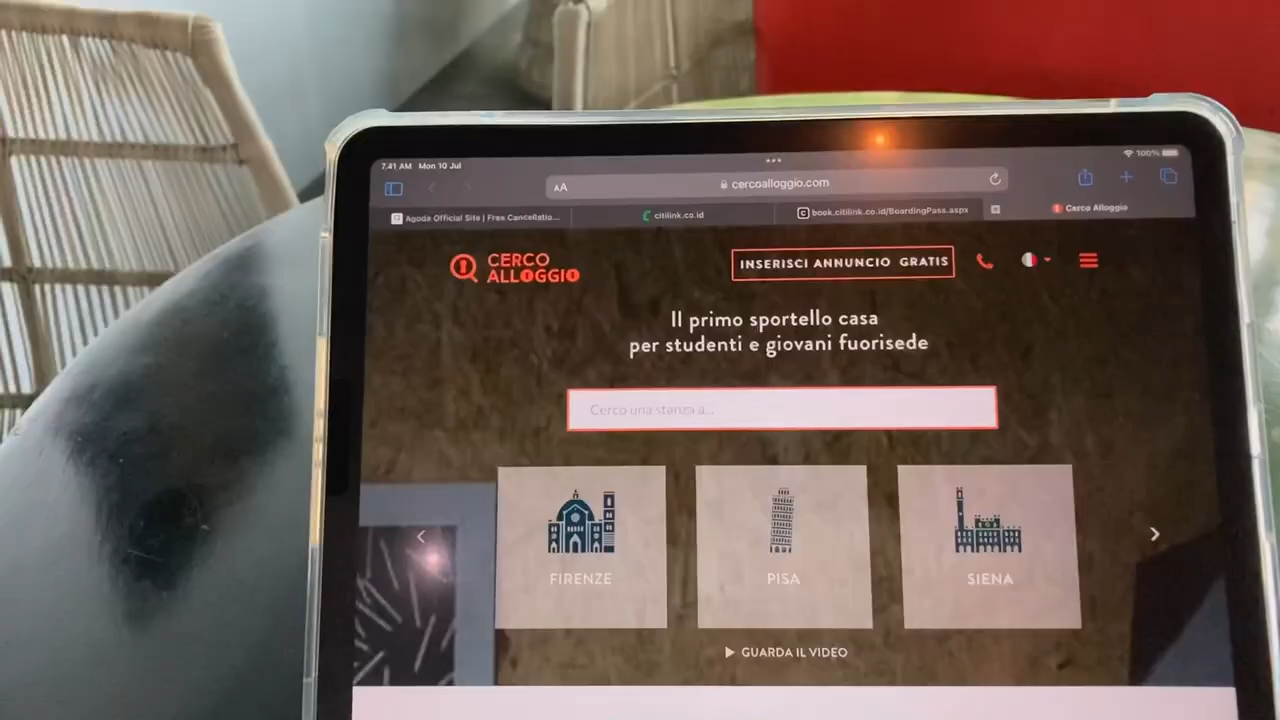 7.41 AM Mon 10 Jul
100%
AA
cercoalloggio.com
Agoda Official Site | Free Cancellatio...
citilink.co.id
book.citilink.co.id/BoardingPass.aspx
Cerco Alloggio
CERCO
ALLOGGIO
INSERISCI ANNUNCIO GRATIS
Il primo sportello casa
per studenti e giovani fuorisede
Cerco una stanza a...
FIRENZE
PISA
SIENA
GUARDA IL VIDEO